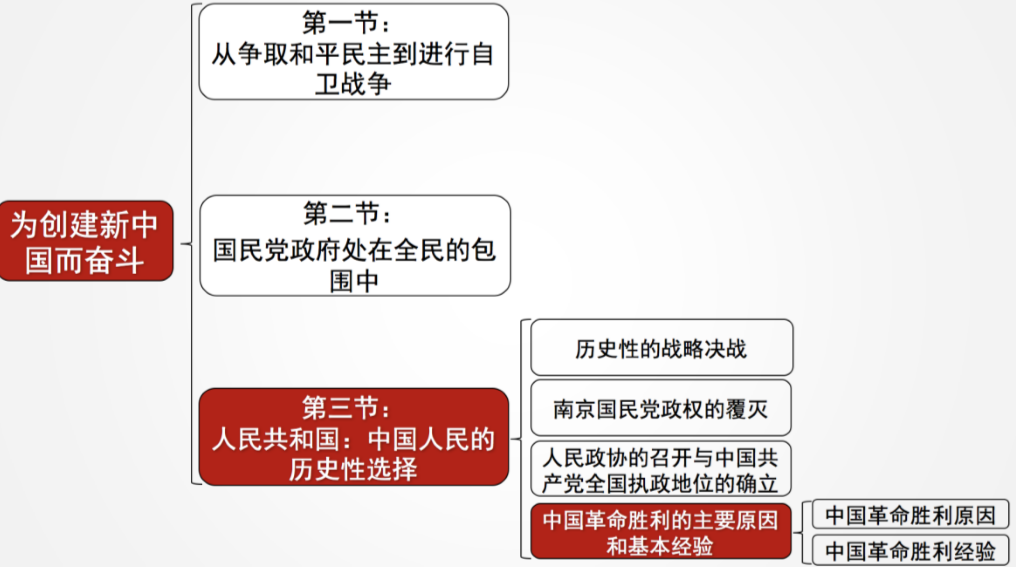 为创建新中
国而奋斗
第一节：
从争取和平民主到进行自
卫战争
第二节：
国民党政府处在全民的包
围中
第三节：
人民共和国：中国人民的
历史性选择
历史性的战略决战
南京国民党政权的覆灭
人民政协的召开与中国共
产党全国执政地位的确立
中国革命胜利的主要原因
和基本经验
中国革命胜利原因
中国革命胜利经验